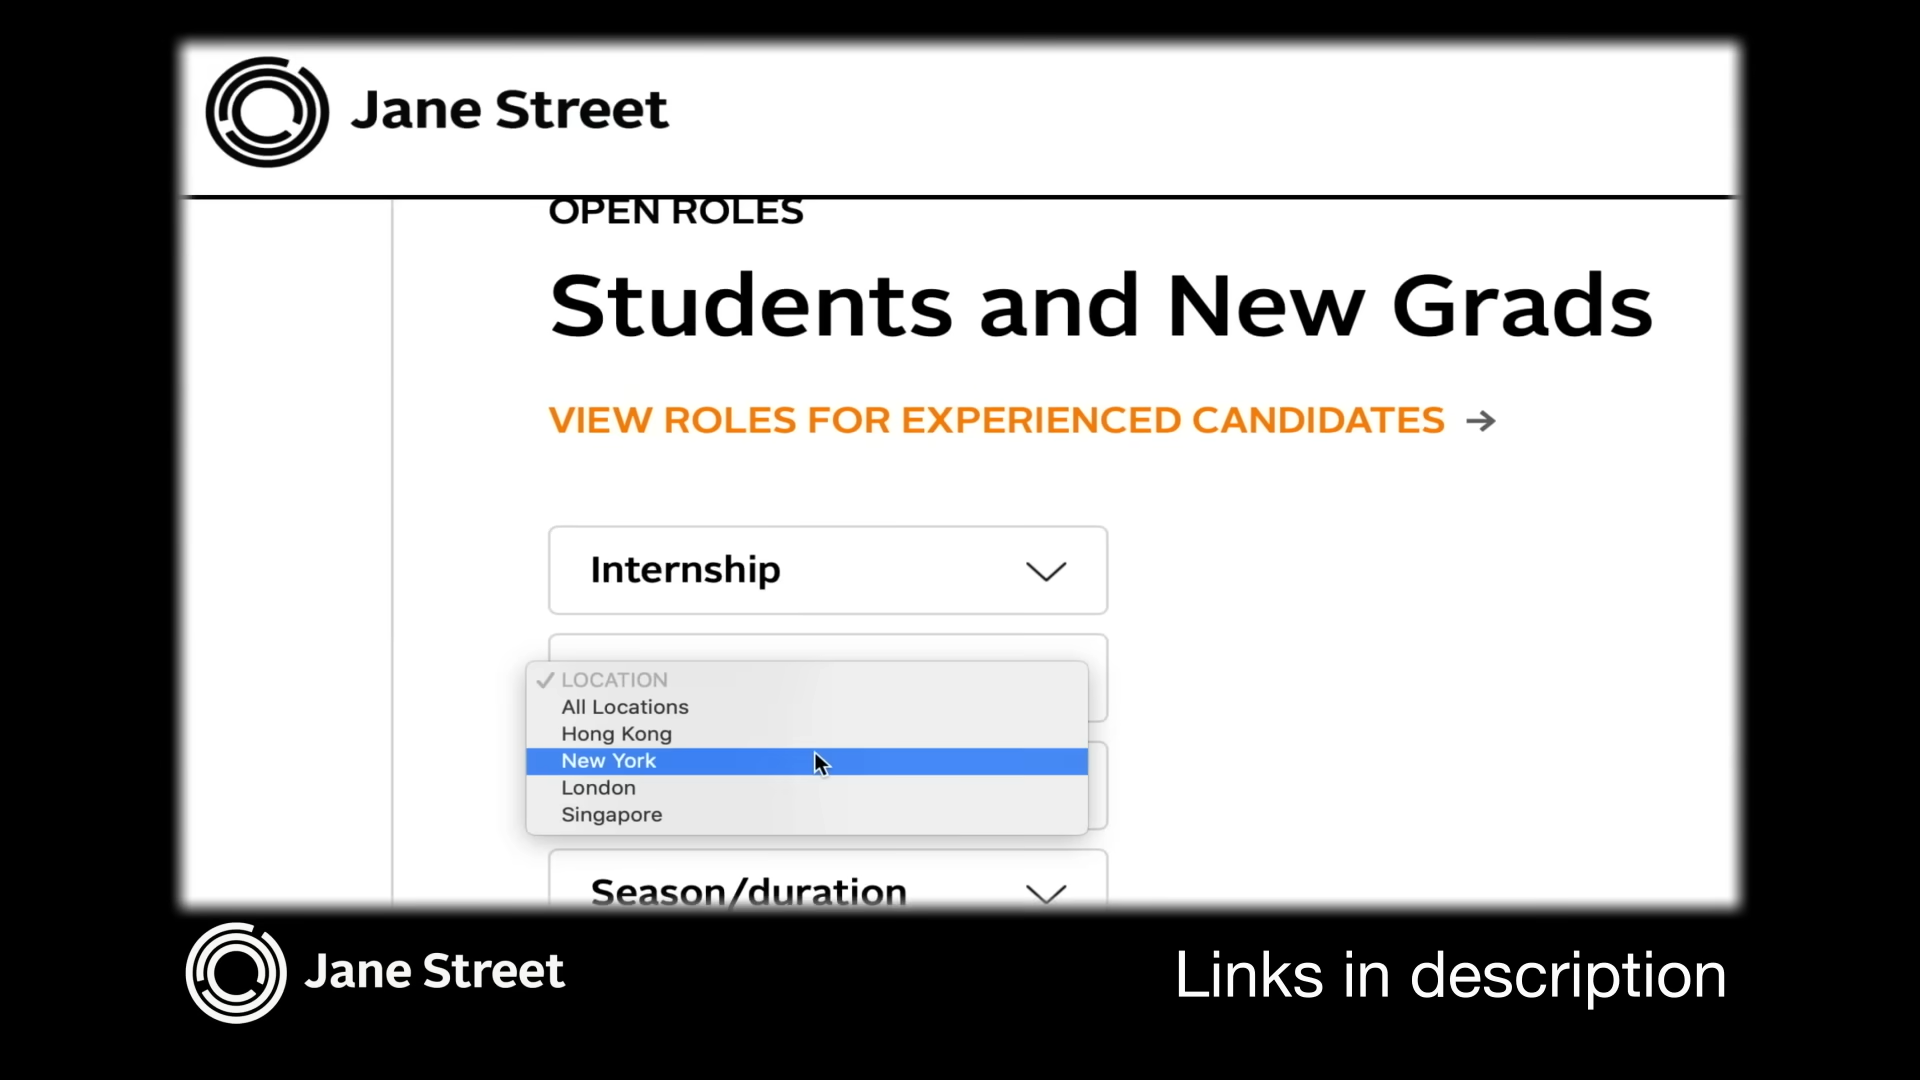 Jane Street
OPEN ROLES
Students and New Grads
VIEW ROLES FOR EXPERIENCED CANDIDATES →
Internship
✓ LOCATION
All Locations
Hong Kong
New York
London
Singapore
Season/duration
Jane Street
Links in description